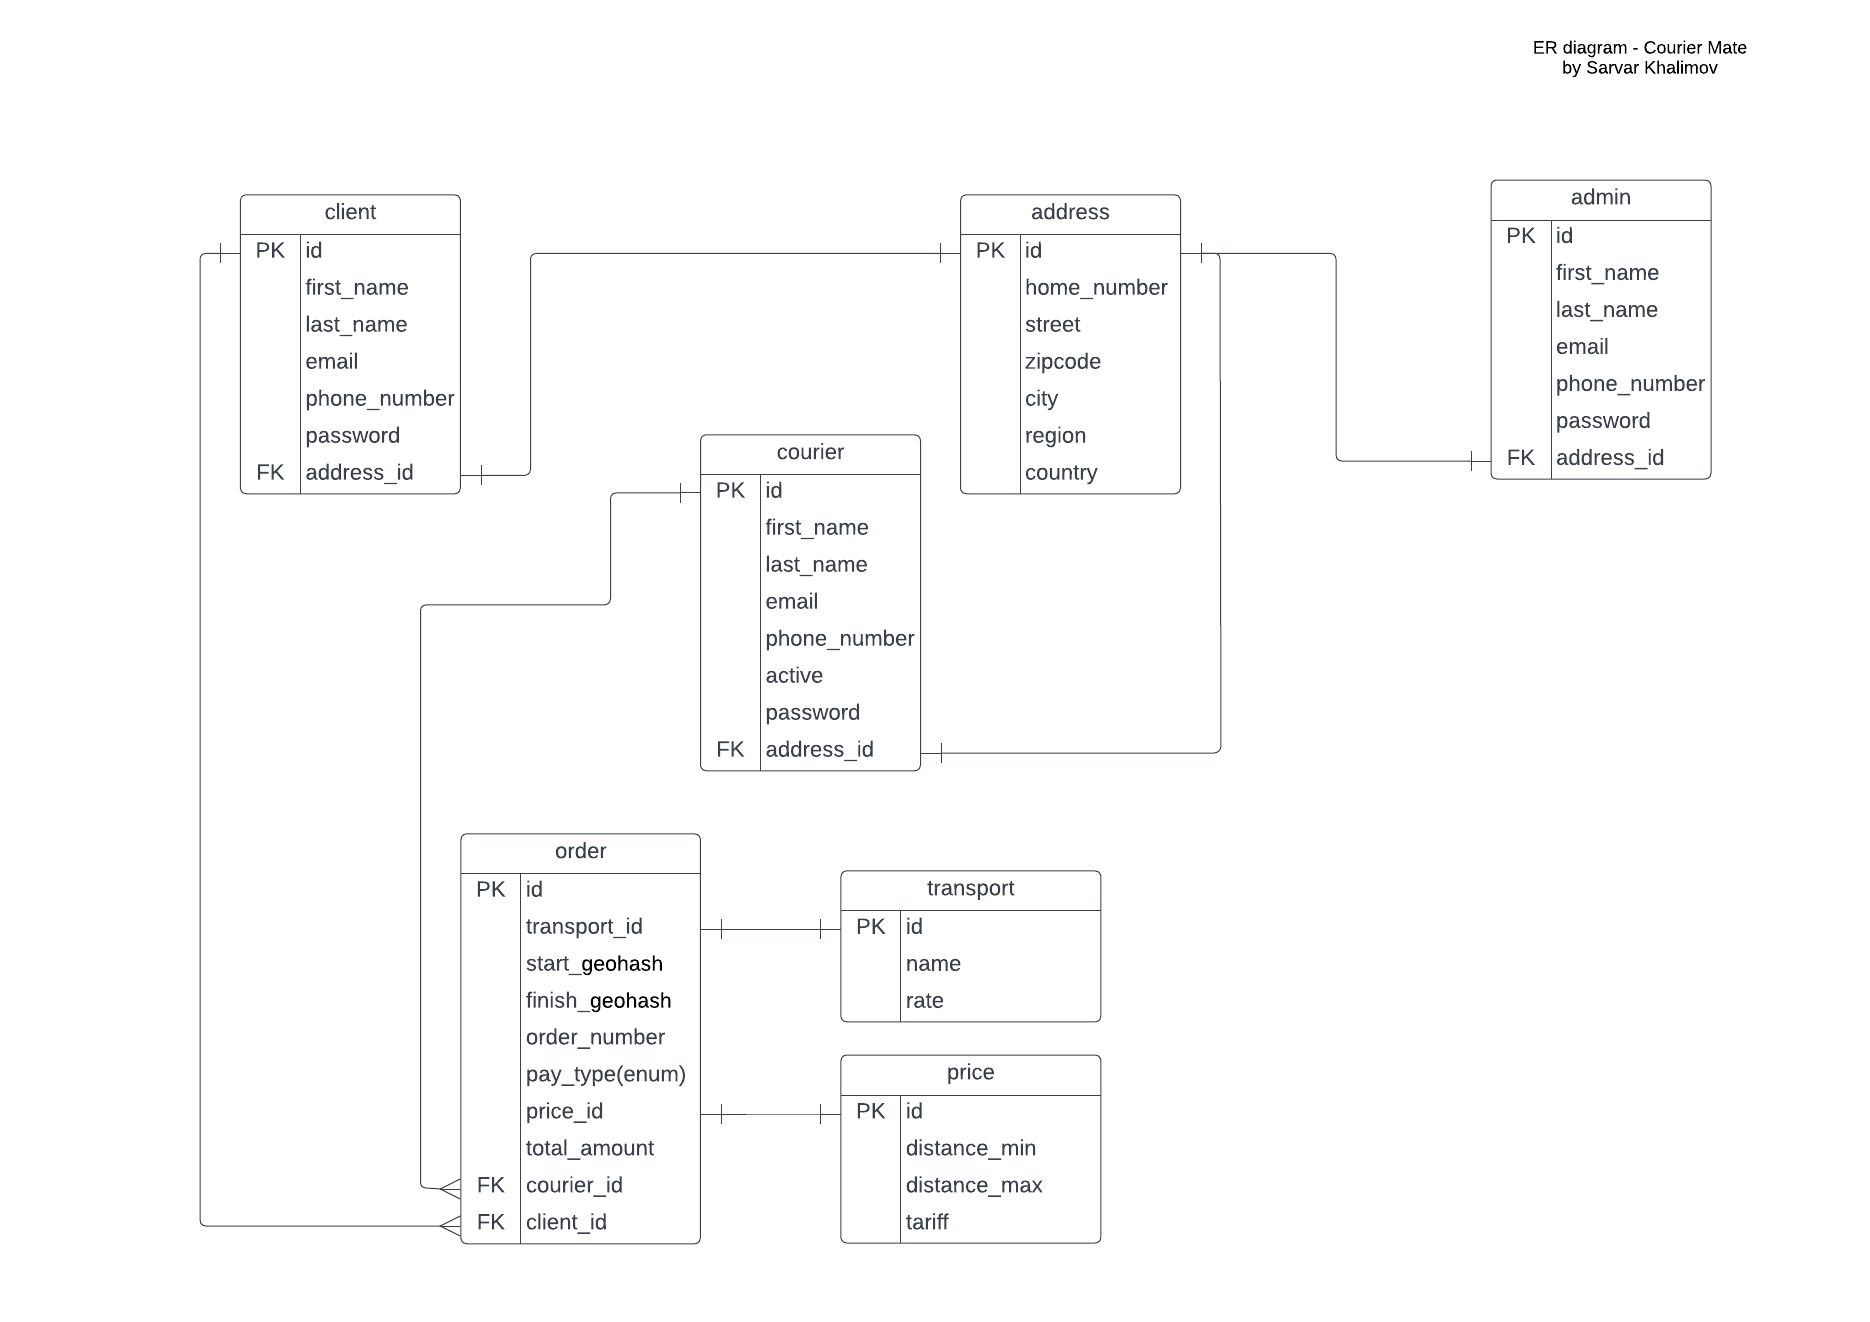 ER diagram - Courier Mate
by Sarvar Khalimov
client
PK id
first_name
last_name
email
phone_number
password
FK address_id
address
PK id
home_number
street
zipcode
city
region
country
admin
PK id
first_name
last_name
email
phone_number
password
FK address_id
courier
PK id
first_name
last_name
email
phone_number
active
password
FK address_id
order
PK id
transport_id
start_geohash
finish_geohash
order_number
pay_type(enum)
price_id
total_amount
FK courier_id
FK client_id
transport
PK id
name
rate
price
PK id
distance_min
distance_max
tariff